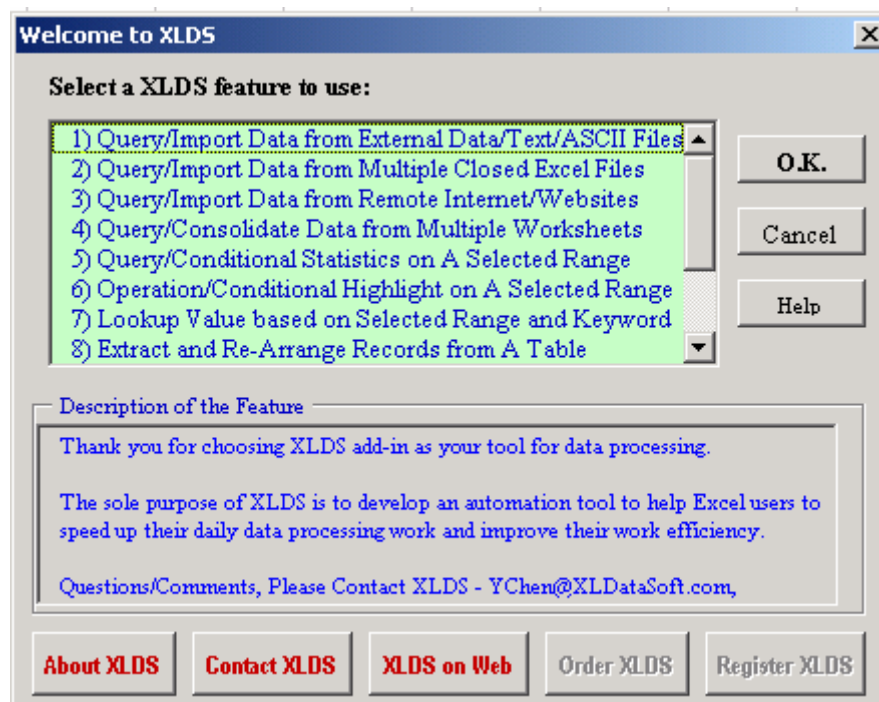 Welcome to XLDS
Select a XLDS feature to use:
1) Query/Import Data from External Data/Text/ASCII Files
2) Query/Import Data from Multiple Closed Excel Files
3) Query/Import Data from Remote Internet/Websites
4) Query/Consolidate Data from Multiple Worksheets
5) Query/Conditional Statistics on A Selected Range
6) Operation/Conditional Highlight on A Selected Range
7) Lookup Value based on Selected Range and Keyword
8) Extract and Re-Arrange Records from A Table
O.K.
Cancel
Help
Description of the Feature
Thank you for choosing XLDS add-in as your tool for data processing.
The sole purpose of XLDS is to develop an automation tool to help Excel users to
speed up their daily data processing work and improve their work efficiency.
Questions/Comments, Please Contact XLDS - YChen@XLDataSoft.com,
About XLDS
Contact XLDS
XLDS on Web
Order XLDS
Register XLDS